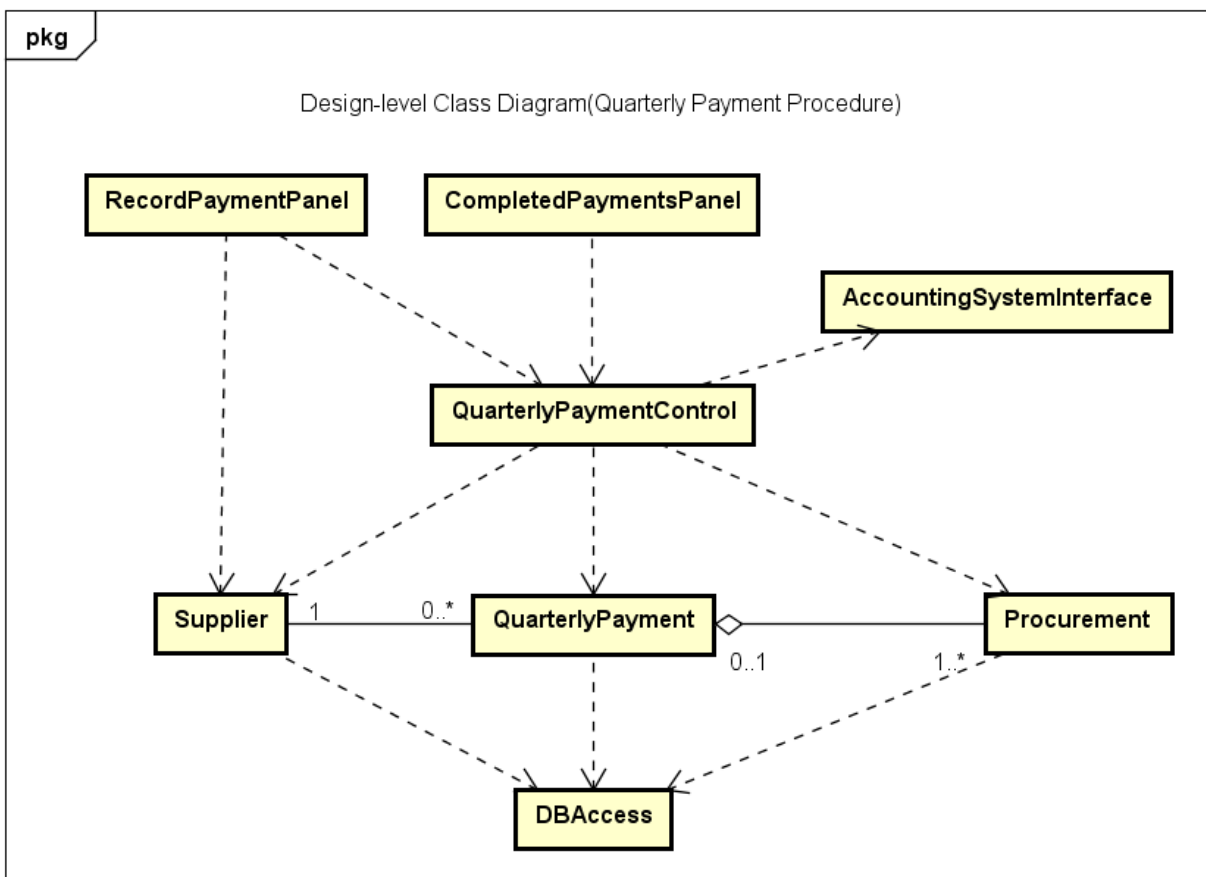 pkg
Design-level Class Diagram(Quarterly Payment Procedure)
RecordPaymentPanel
CompletedPaymentsPanel
AccountingSystemInterface
QuarterlyPaymentControl
Supplier
1
0..*
QuarterlyPayment
0..1
1..*
Procurement
DBAccess